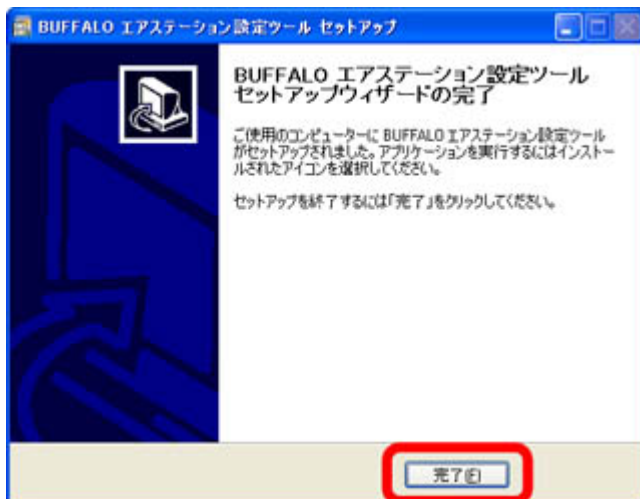 BUFFALO エアステーション設定ツール セットアップ
BUFFALO エアステーション設定ツール
セットアップウィザードの完了
ご使用のコンピューターに BUFFALO エアステーション設定ツール
がセットアップされました。アプリケーションを実行するにはインストー
ルされたアイコンを選択してください。
セットアップを終了するには「完了」をクリックしてください。
完了(F)